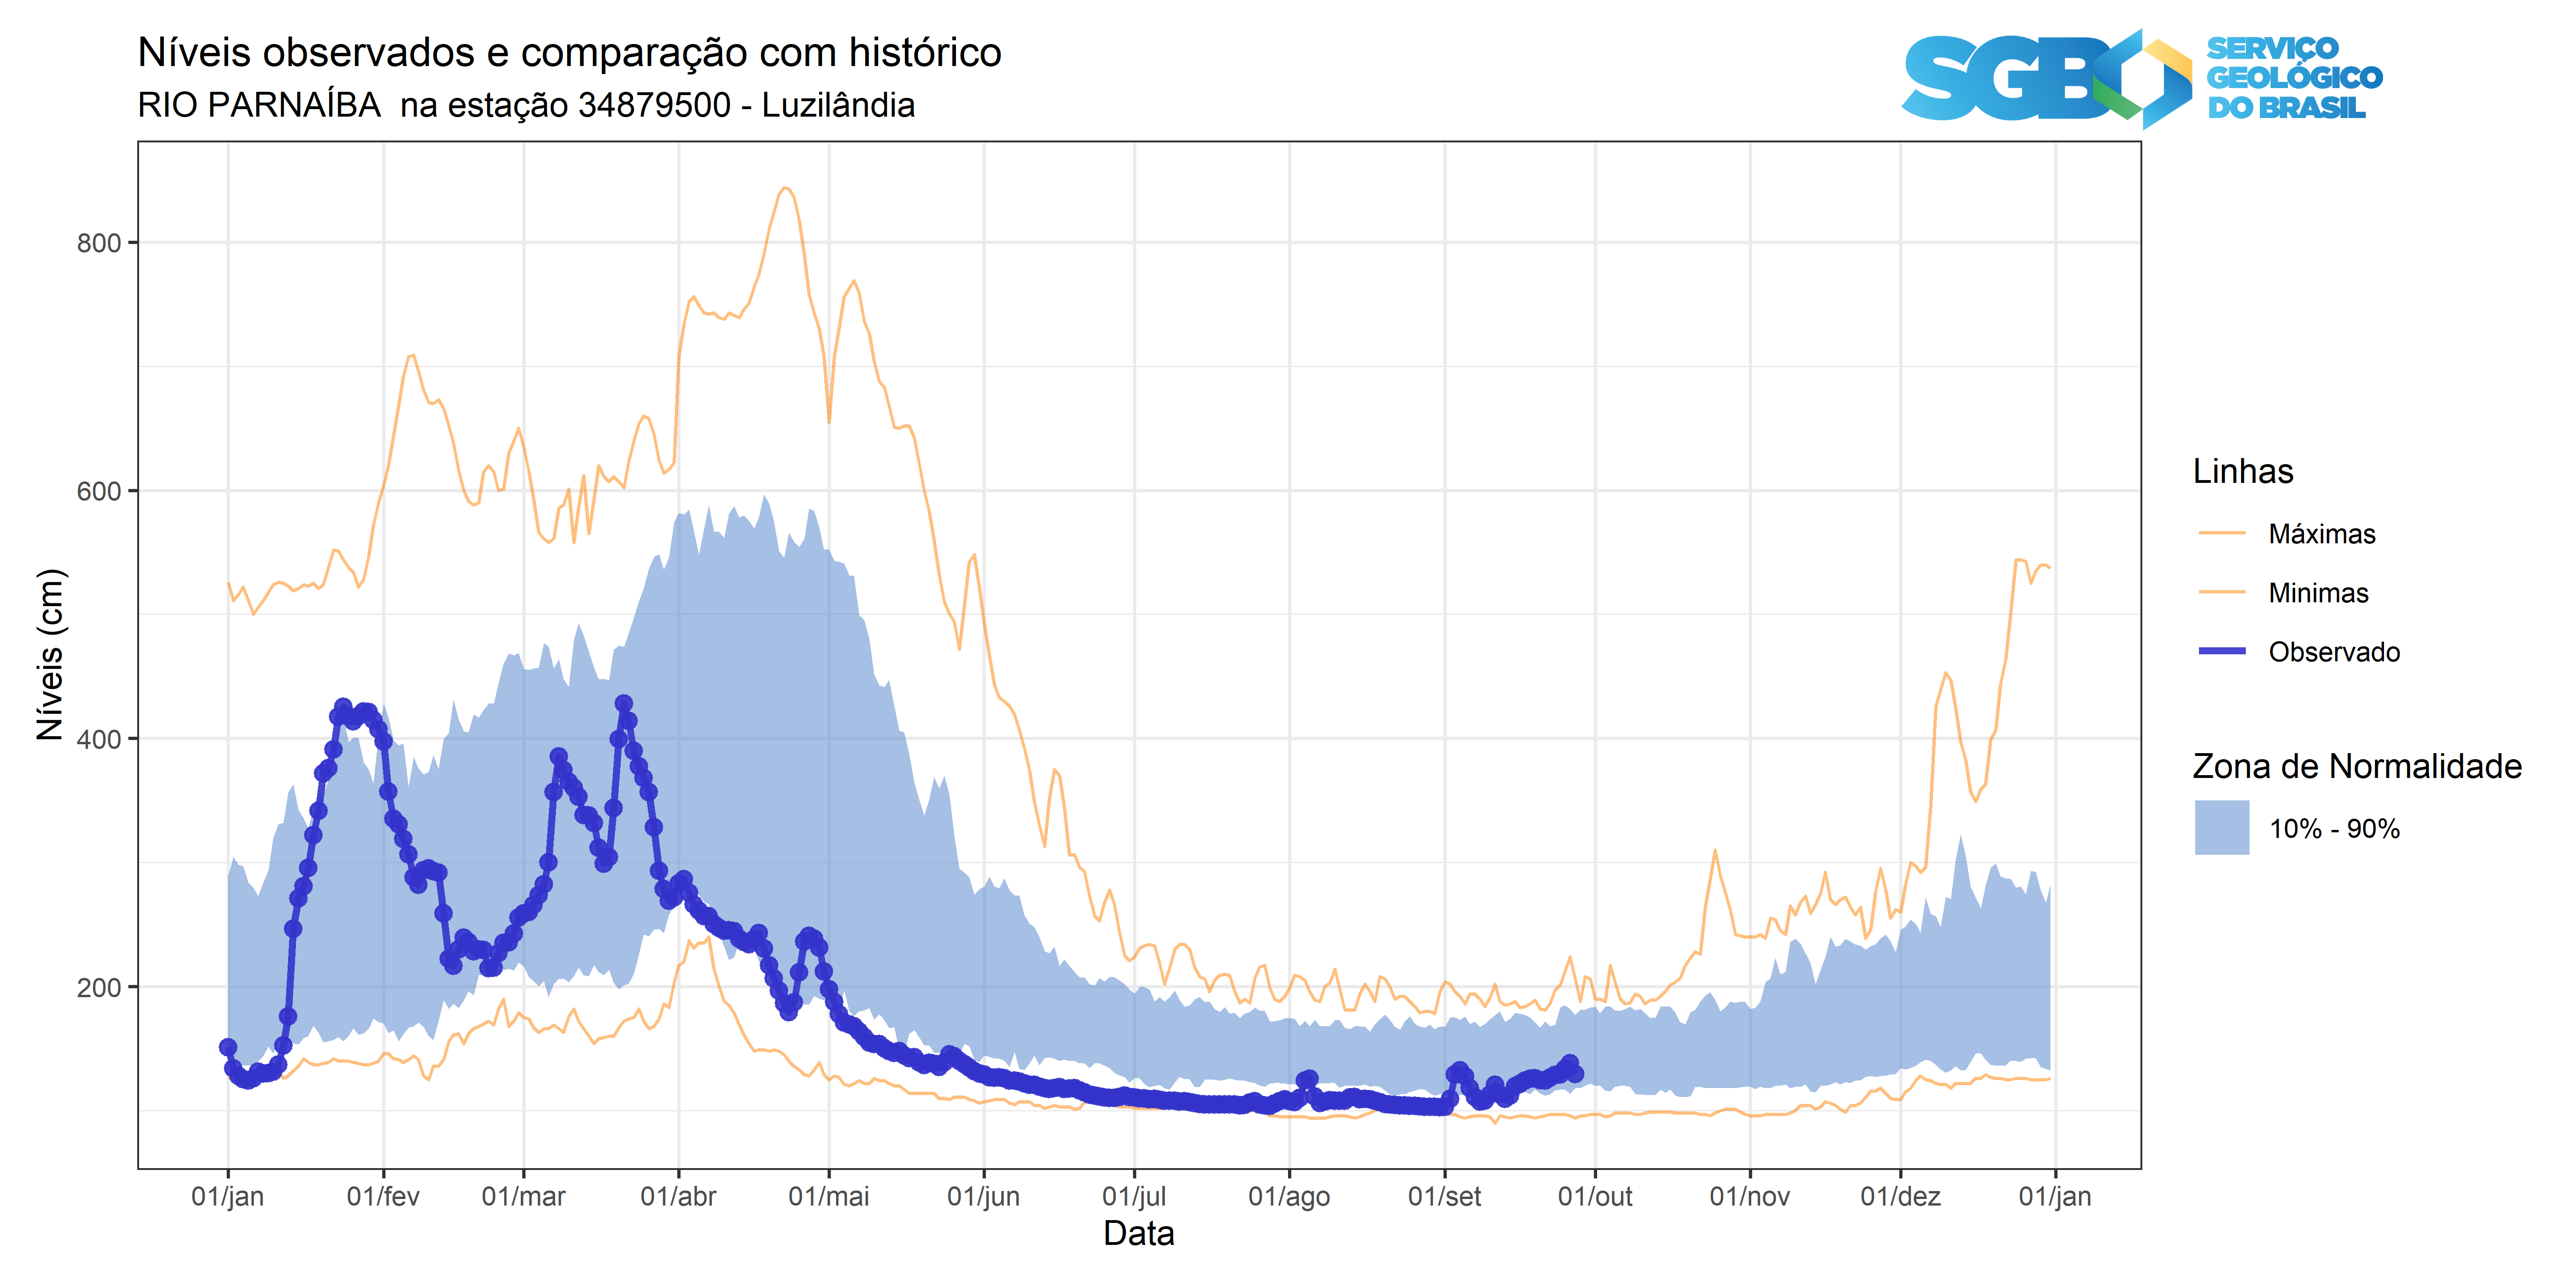 Níveis observados e comparação com histórico
RIO PARNAÍBA  na estação 34879500 - Luzilândia
SGB
SERVIÇO
GEOLÓGICO
DO BRASIL
Níveis (cm)
800
600
400
200
01/jan 01/fev 01/mar 01/abr 01/mai 01/jun 01/jul 01/ago 01/set 01/out 01/nov 01/dez 01/jan
Data
Linhas
Máximas
Minimas
Observado
Zona de Normalidade
10% - 90%